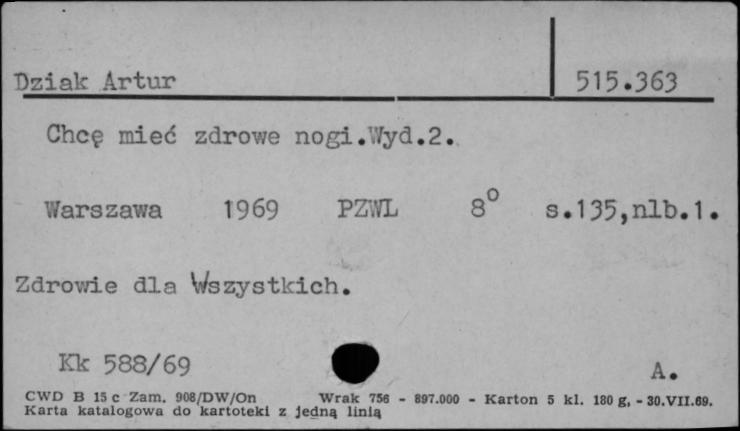 Dziak Artur 515.363
Chcę mieć zdrowe nogi.Wyd.2.
Warszawa 1969 PZWL 8° s.135,nlb.1.
Zdrowie dla Wszystkich.
Kk 588/69 A.
CWD B 15 c Zam. 908/DW/On Wrak 756 - 897.000 - Karton 5 kl. 180 g, - 30.VII.69.
Karta katalogowa do kartoteki z jedną linią